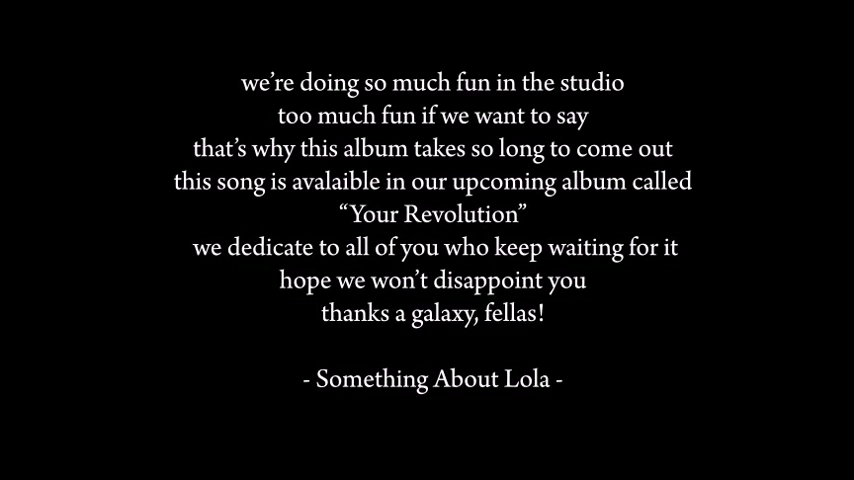 we’re doing so much fun in the studio
too much fun if we want to say
that’s why this album takes so long to come out
this song is avalaible in our upcoming album called
“Your Revolution”
we dedicate to all of you who keep waiting for it
hope we won’t disappoint you
thanks a galaxy, fellas!
- Something About Lola -